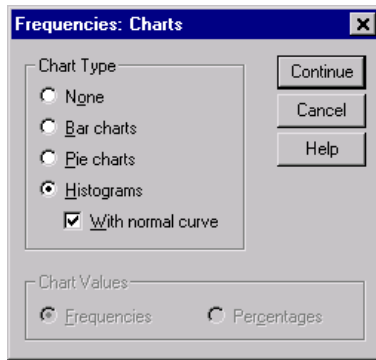 Frequencies: Charts
Chart Type
None
Bar charts
Pie charts
Histograms
With normal curve
Continue
Cancel
Help
Chart Values
Frequencies Percentages